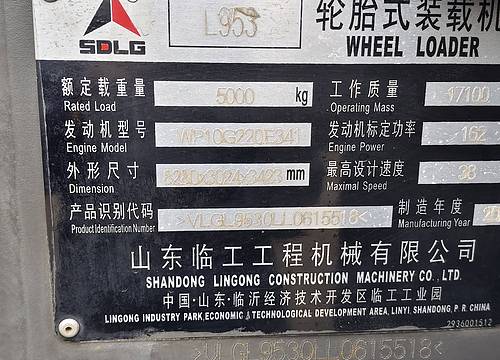 SDLG
L953
轮胎式装载机
WHEEL LOADER
额定载重量 5000 kg 工作质量 17100
Rated Load Operating Mass
发动机型号 WP10G220E341 发动机标定功率 162
Engine Model Engine Power
外形尺寸 8280x3024x3423 mm 最高设计速度 38
Dimension Maximal Speed
产品识别代码 >VLGL9530LL0615518< 制造年度
Product Identification Number Manufacturing Year
山东临工工程机械有限公司
SHANDONG LINGONG CONSTRUCTION MACHINERY CO., LTD.
中国·山东·临沂经济技术开发区临工工业园
LINGONG INDUSTRY PARK, ECONOMIC & TECHNOLOGICAL DEVELOPMENT AREA, LINYI, SHANDONG, P. R. CHINA
2936001512
>VLGL9530LL0615518<